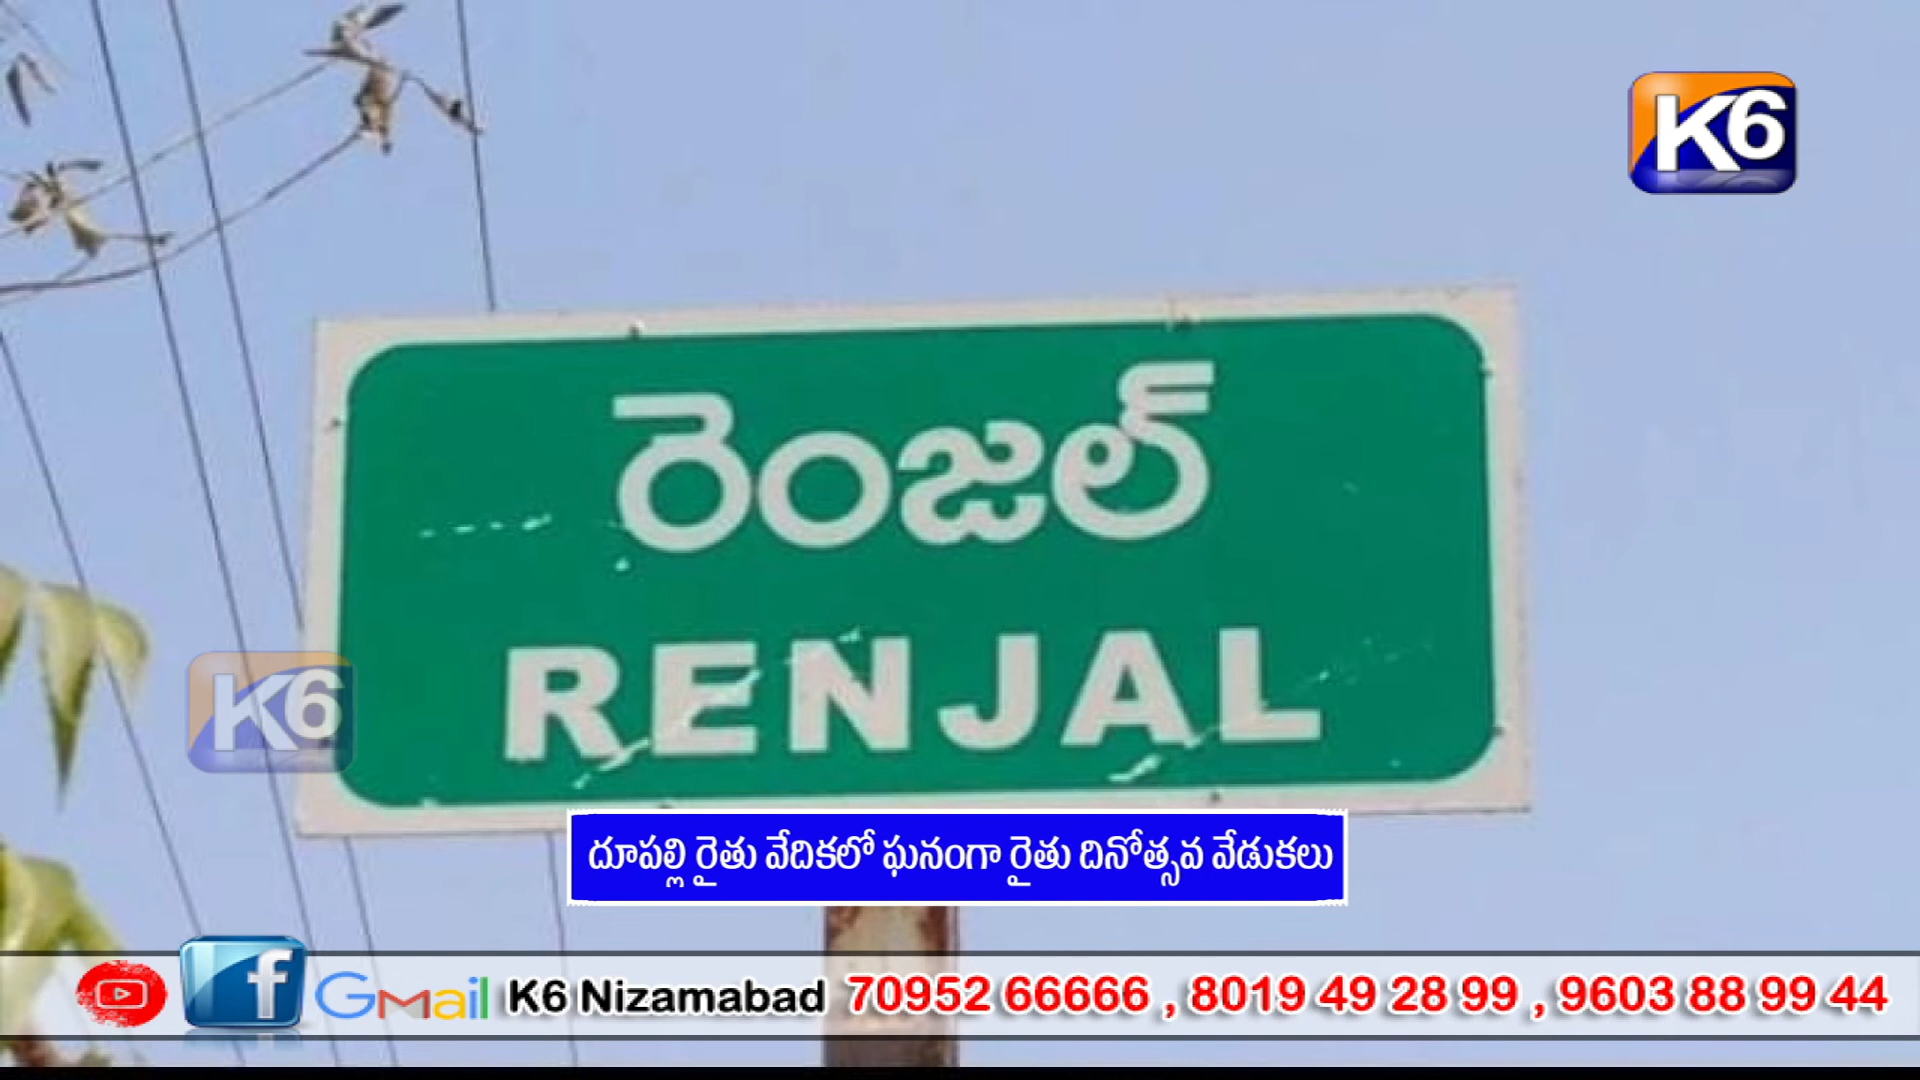 K6
రెంజల్
RENJAL
K6
దూపల్లి రైతు వేదికలో ఘనంగా రైతు దినోత్సవ వేడుకలు
f Gmail K6 Nizamabad 70952 66666 , 8019 49 28 99 , 9603 88 99 44